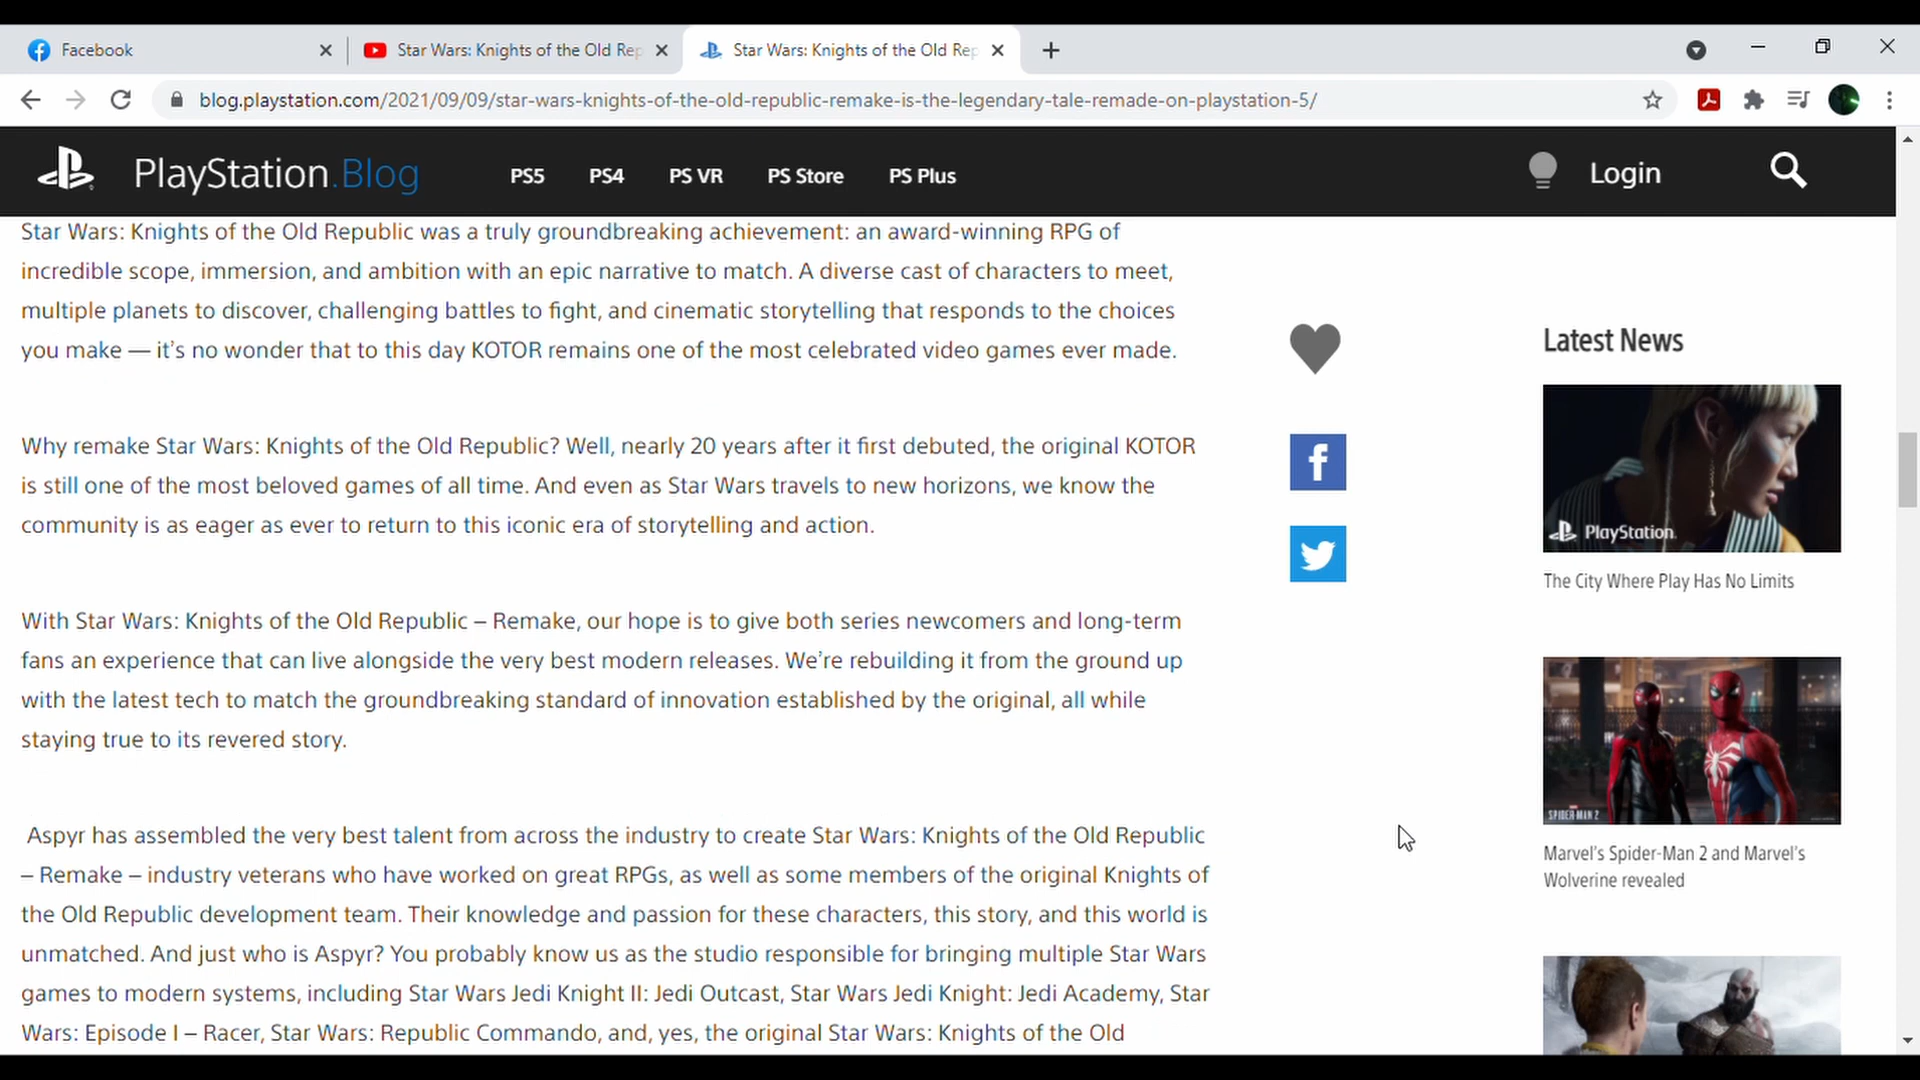 Facebook
Star Wars: Knights of the Old Rep
Star Wars: Knights of the Old Rep
blog.playstation.com/2021/09/09/star-wars-knights-of-the-old-republic-remake-is-the-legendary-tale-remade-on-playstation-5/
PlayStation.Blog
PS5
PS4
PS VR
PS Store
PS Plus
Login
Star Wars: Knights of the Old Republic was a truly groundbreaking achievement: an award-winning RPG of
incredible scope, immersion, and ambition with an epic narrative to match. A diverse cast of characters to meet,
multiple planets to discover, challenging battles to fight, and cinematic storytelling that responds to the choices
you make — it’s no wonder that to this day KOTOR remains one of the most celebrated video games ever made.
Why remake Star Wars: Knights of the Old Republic? Well, nearly 20 years after it first debuted, the original KOTOR
is still one of the most beloved games of all time. And even as Star Wars travels to new horizons, we know the
community is as eager as ever to return to this iconic era of storytelling and action.
With Star Wars: Knights of the Old Republic – Remake, our hope is to give both series newcomers and long-term
fans an experience that can live alongside the very best modern releases. We’re rebuilding it from the ground up
with the latest tech to match the groundbreaking standard of innovation established by the original, all while
staying true to its revered story.
Aspyr has assembled the very best talent from across the industry to create Star Wars: Knights of the Old Republic
– Remake – industry veterans who have worked on great RPGs, as well as some members of the original Knights of
the Old Republic development team. Their knowledge and passion for these characters, this story, and this world is
unmatched. And just who is Aspyr? You probably know us as the studio responsible for bringing multiple Star Wars
games to modern systems, including Star Wars Jedi Knight II: Jedi Outcast, Star Wars Jedi Knight: Jedi Academy, Star
Wars: Episode I – Racer, Star Wars: Republic Commando, and, yes, the original Star Wars: Knights of the Old
Latest News
PlayStation
The City Where Play Has No Limits
SPIDER-MAN 2
Marvel’s Spider-Man 2 and Marvel’s
Wolverine revealed